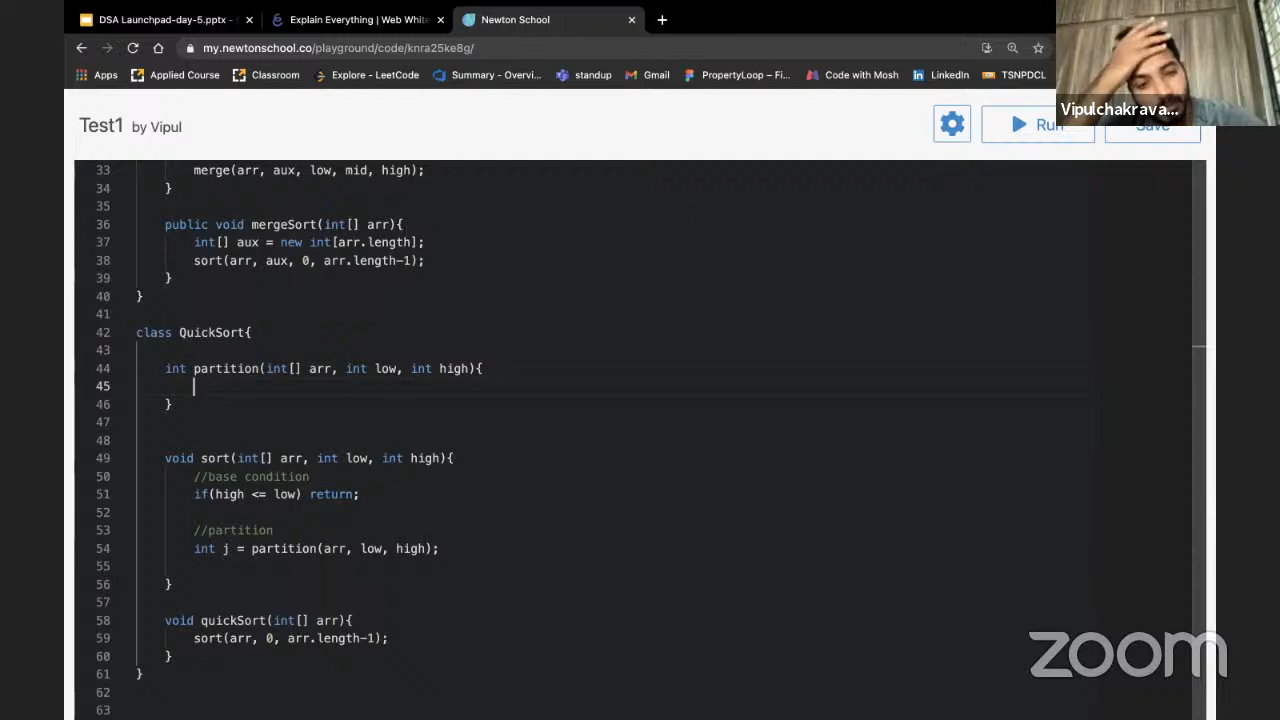 DSA Launchpad-day-5.pptx -
Explain Everything | Web White
Newton School
my.newtonschool.co/playground/code/knra25ke8g/
Apps
Applied Course
Classroom
Explore - LeetCode
Summary - Overvi...
standup
Gmail
PropertyLoop – Fi...
Code with Mosh
LinkedIn
TSNPDCL
Vipulchakrava...
Test1 by Vipul
Run
Save
33 merge(arr, aux, low, mid, high);
34 }
35
36 public void mergeSort(int[] arr){
37 int[] aux = new int[arr.length];
38 sort(arr, aux, 0, arr.length-1);
39 }
40 }
41
42 class QuickSort{
43
44 int partition(int[] arr, int low, int high){
45
46 }
47
48
49 void sort(int[] arr, int low, int high){
50 //base condition
51 if(high <= low) return;
52
53 //partition
54 int j = partition(arr, low, high);
55
56 }
57
58 void quickSort(int[] arr){
59 sort(arr, 0, arr.length-1);
60 }
61 }
62
63
zoom